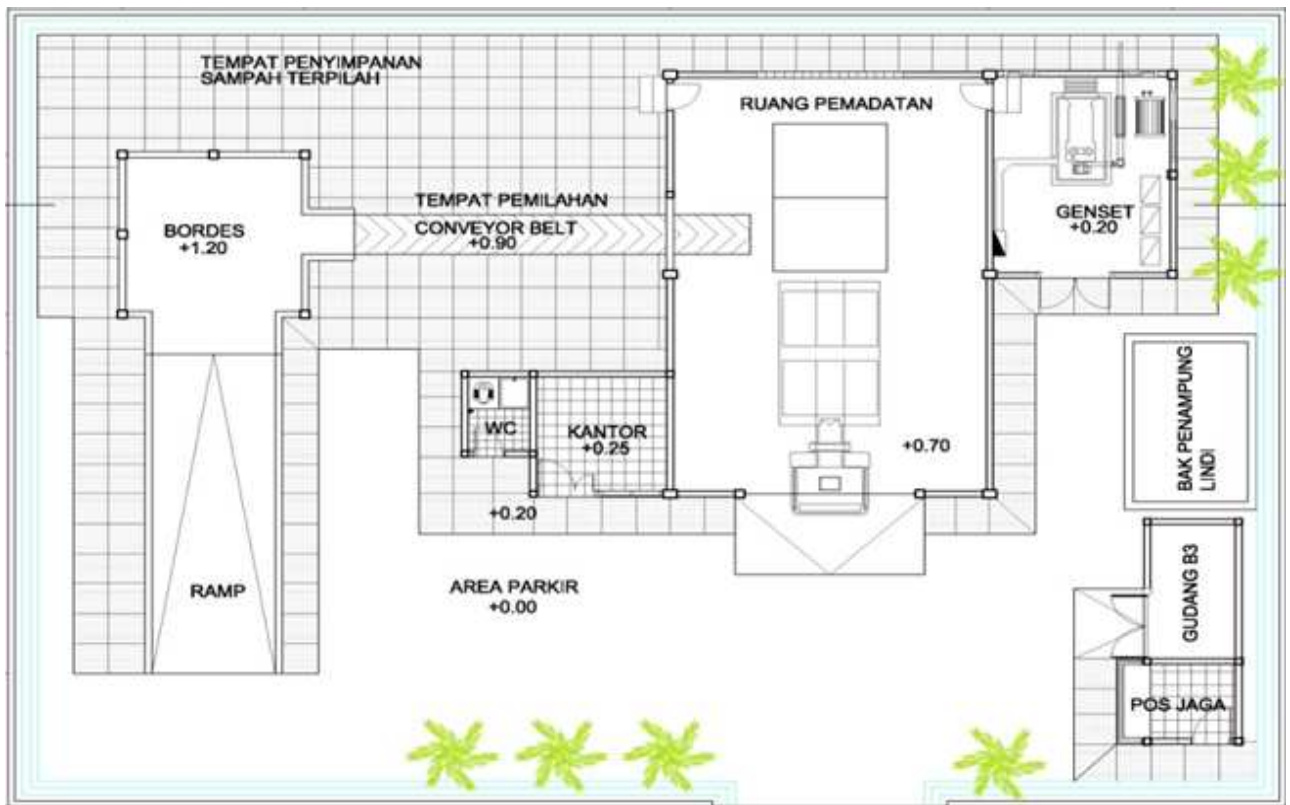 TEMPAT PENYIMPANAN
SAMPAH TERPILAH
RUANG PEMADATAN
TEMPAT PEMILAHAN
CONVEYOR BELT
+0.90
BORDES
+1.20
GENSET
+0.20
BAK PENAMPUNG
LINDI
WC
KANTOR
+0.25
+0.70
+0.20
AREA PARKIR
+0.00
RAMP
GUDANG B3
POS JAGA